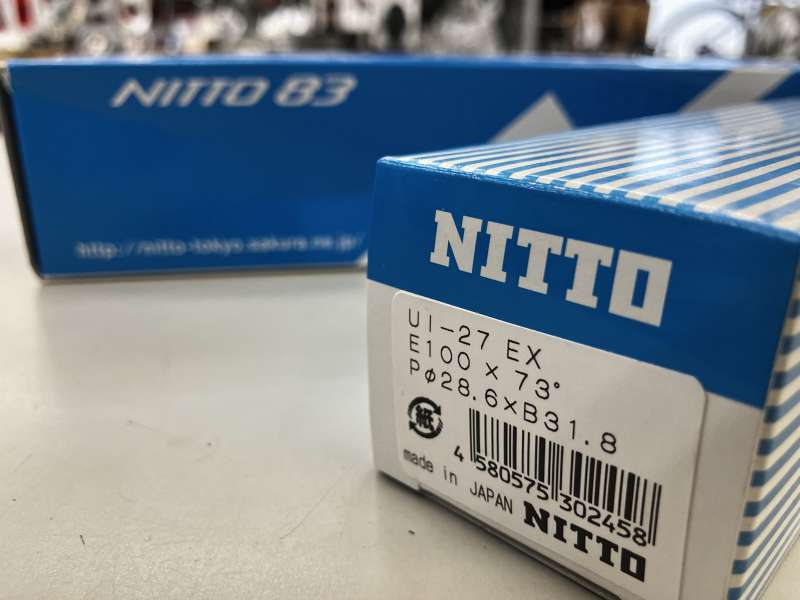 NITTO 83
http://nitto-tokyo.sakura.ne.jp/
NITTO
UI-27 EX
E100 × 73°
Pφ28.6×B31.8
紙
4 580575 302458
made in JAPAN NITTO